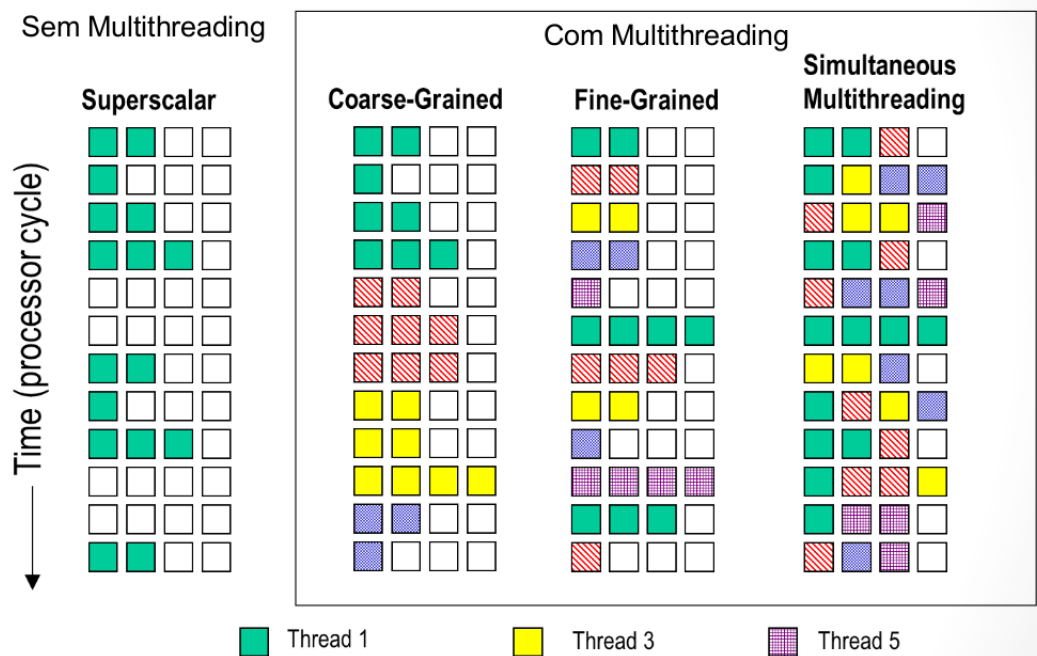 Sem Multithreading
Com Multithreading
Superscalar
Coarse-Grained
Fine-Grained
Simultaneous
Multithreading
Time (processor cycle)
Thread 1
Thread 3
Thread 5